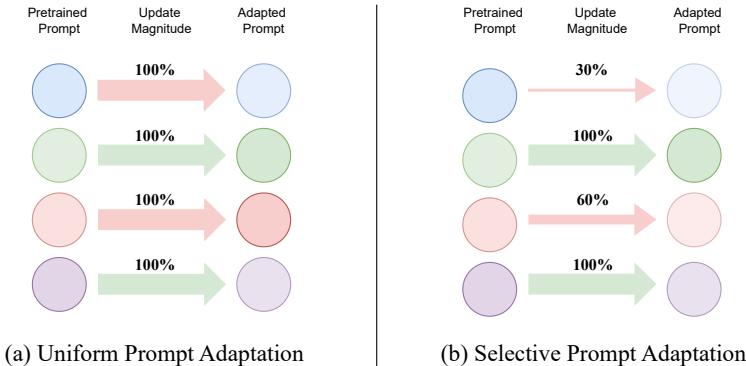 Pretrained Prompt
Update Magnitude
Adapted Prompt
100%
100%
100%
100%
(a) Uniform Prompt Adaptation
Pretrained Prompt
Update Magnitude
Adapted Prompt
30%
100%
60%
100%
(b) Selective Prompt Adaptation